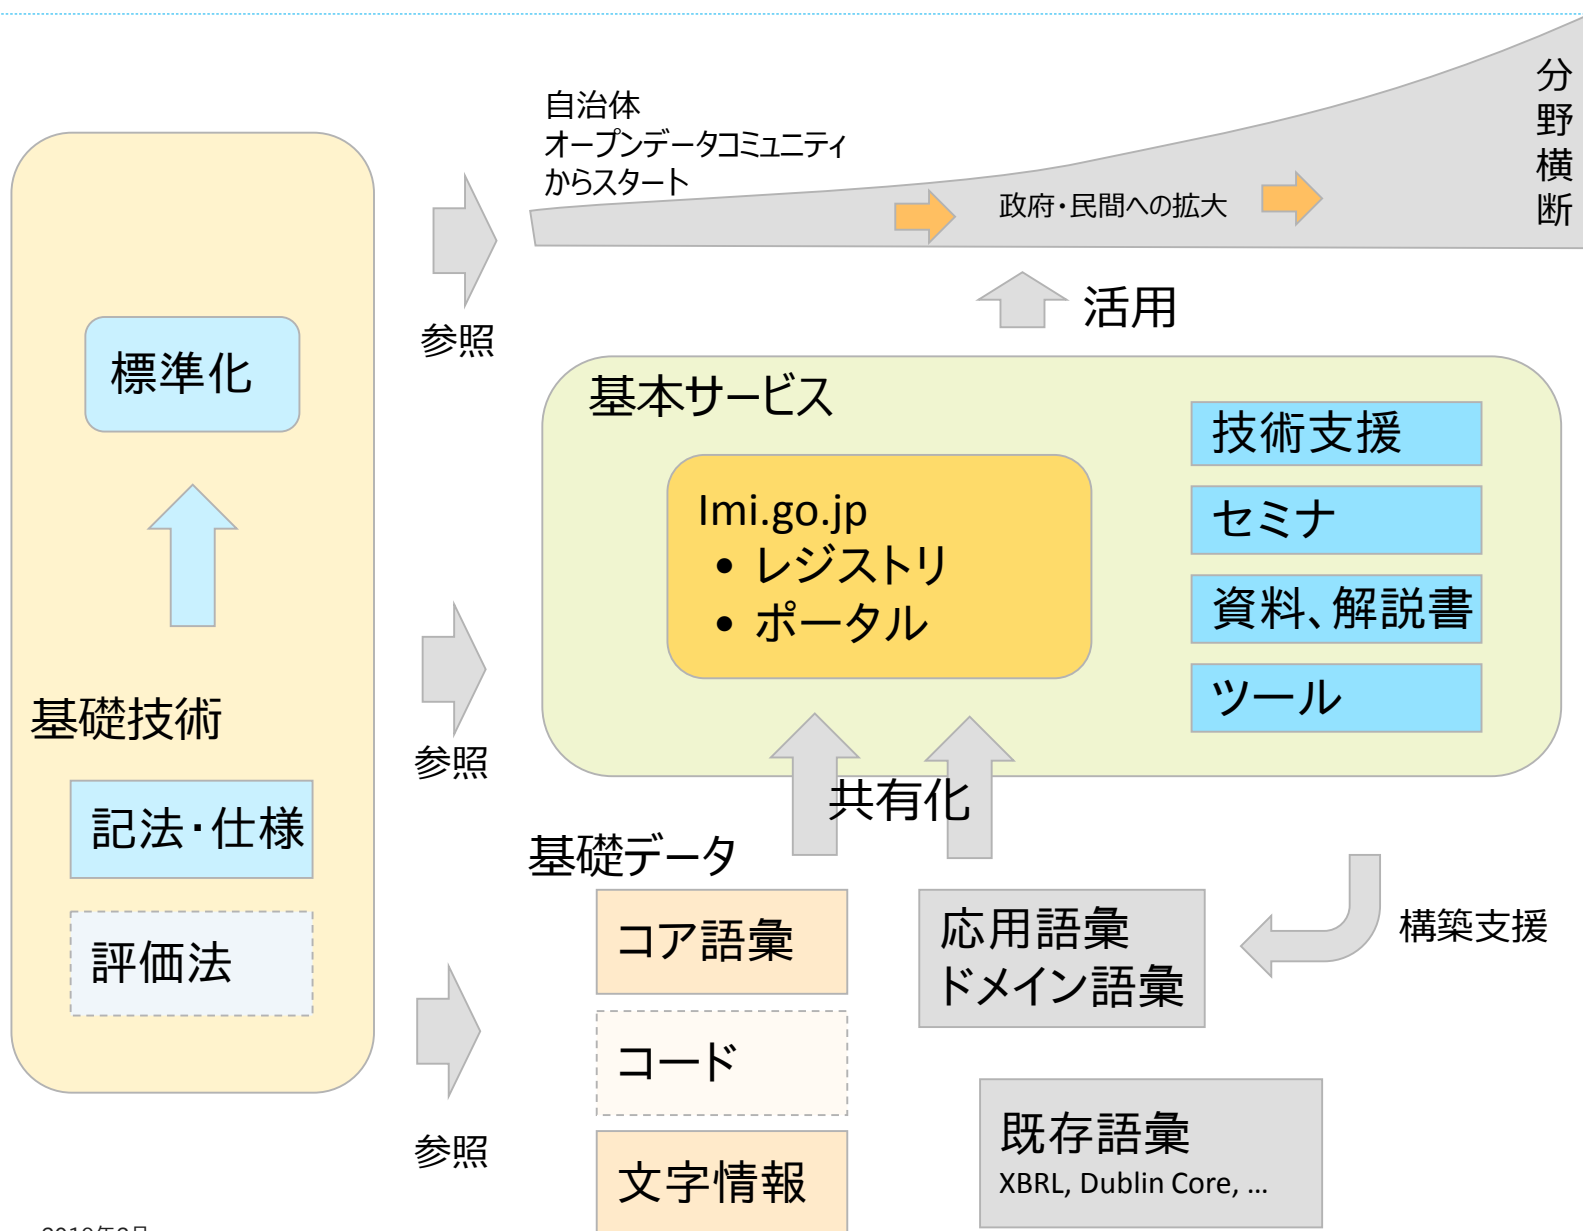 自治体
オープンデータコミュニティ
からスタート
政府・民間への拡大
分野横断
参照
活用
標準化
基礎技術
記法・仕様
評価法
参照
参照
基本サービス
Imi.go.jp
• レジストリ
• ポータル
技術支援
セミナ
資料、解説書
ツール
共有化
基礎データ
コア語彙
コード
文字情報
応用語彙
ドメイン語彙
構築支援
既存語彙
XBRL, Dublin Core, ...